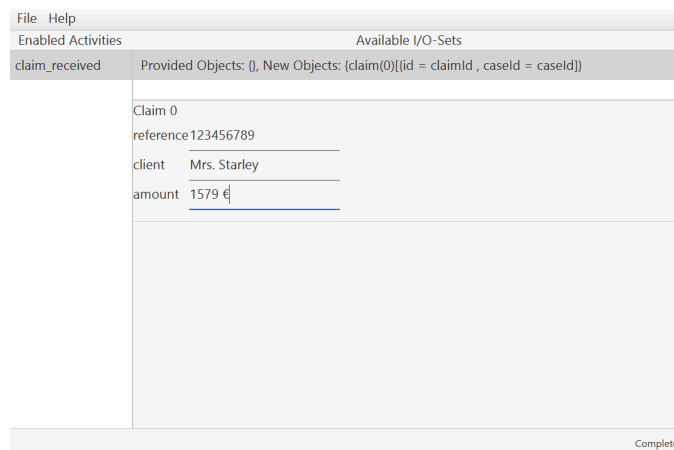 File Help
Enabled Activities Available I/O-Sets
claim_received Provided Objects: {}, New Objects: {claim(0)[{id = claimId , caseId = caseId]}
Claim 0
reference 123456789
client Mrs. Starley
amount 1579 €